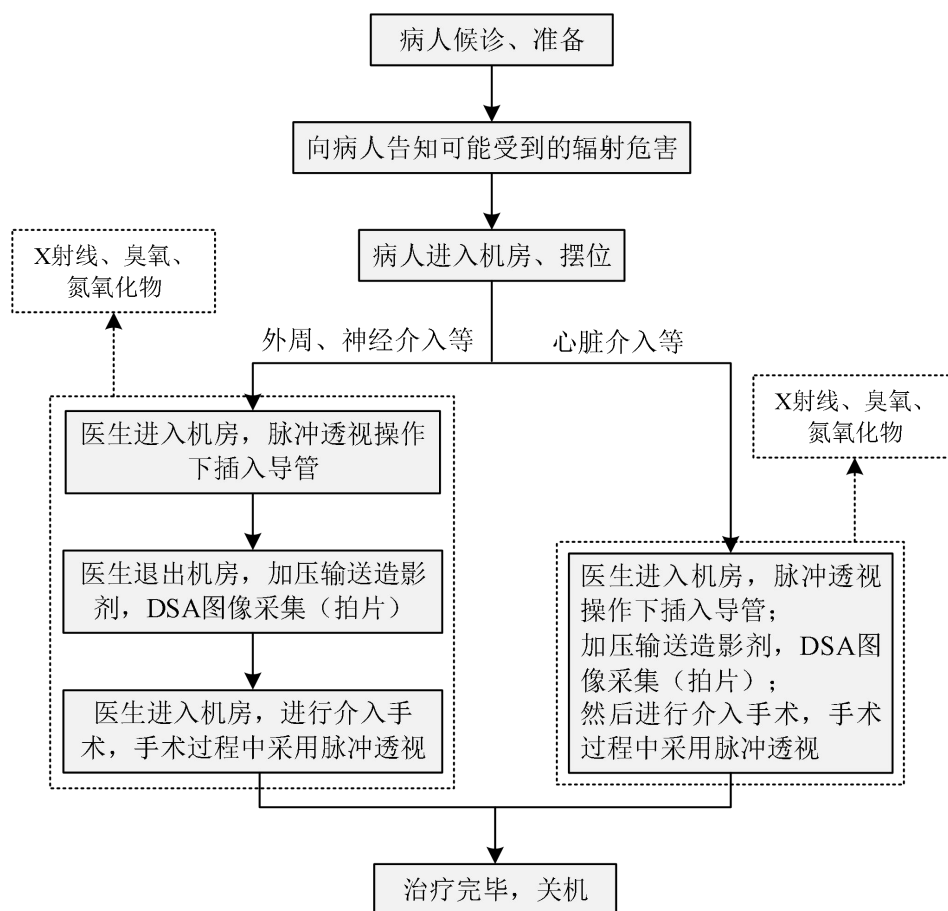 病人候诊、准备
向病人告知可能受到的辐射危害
病人进入机房、摆位
X射线、臭氧、
氮氧化物
外周、神经介入等
心脏介入等
医生进入机房，脉冲透视操作
下插入导管
医生退出机房，加压输送造影
剂，DSA图像采集（拍片）
医生进入机房，进行介入手
术，手术过程中采用脉冲透视
X射线、臭氧、
氮氧化物
医生进入机房，脉冲透视
操作下插入导管；
加压输送造影剂，DSA图
像采集（拍片）；
然后进行介入手术，手术
过程中采用脉冲透视
治疗完毕，关机